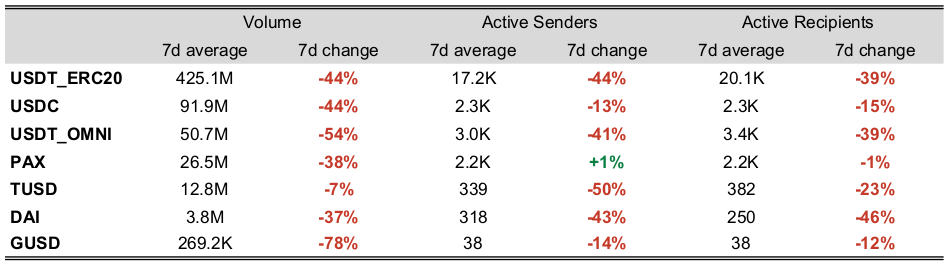 Volume Active Senders Active Recipients
7d average 7d change 7d average 7d change 7d average 7d change
USDT_ERC20 425.1M -44% 17.2K -44% 20.1K -39%
USDC 91.9M -44% 2.3K -13% 2.3K -15%
USDT_OMNI 50.7M -54% 3.0K -41% 3.4K -39%
PAX 26.5M -38% 2.2K +1% 2.2K -1%
TUSD 12.8M -7% 339 -50% 382 -23%
DAI 3.8M -37% 318 -43% 250 -46%
GUSD 269.2K -78% 38 -14% 38 -12%